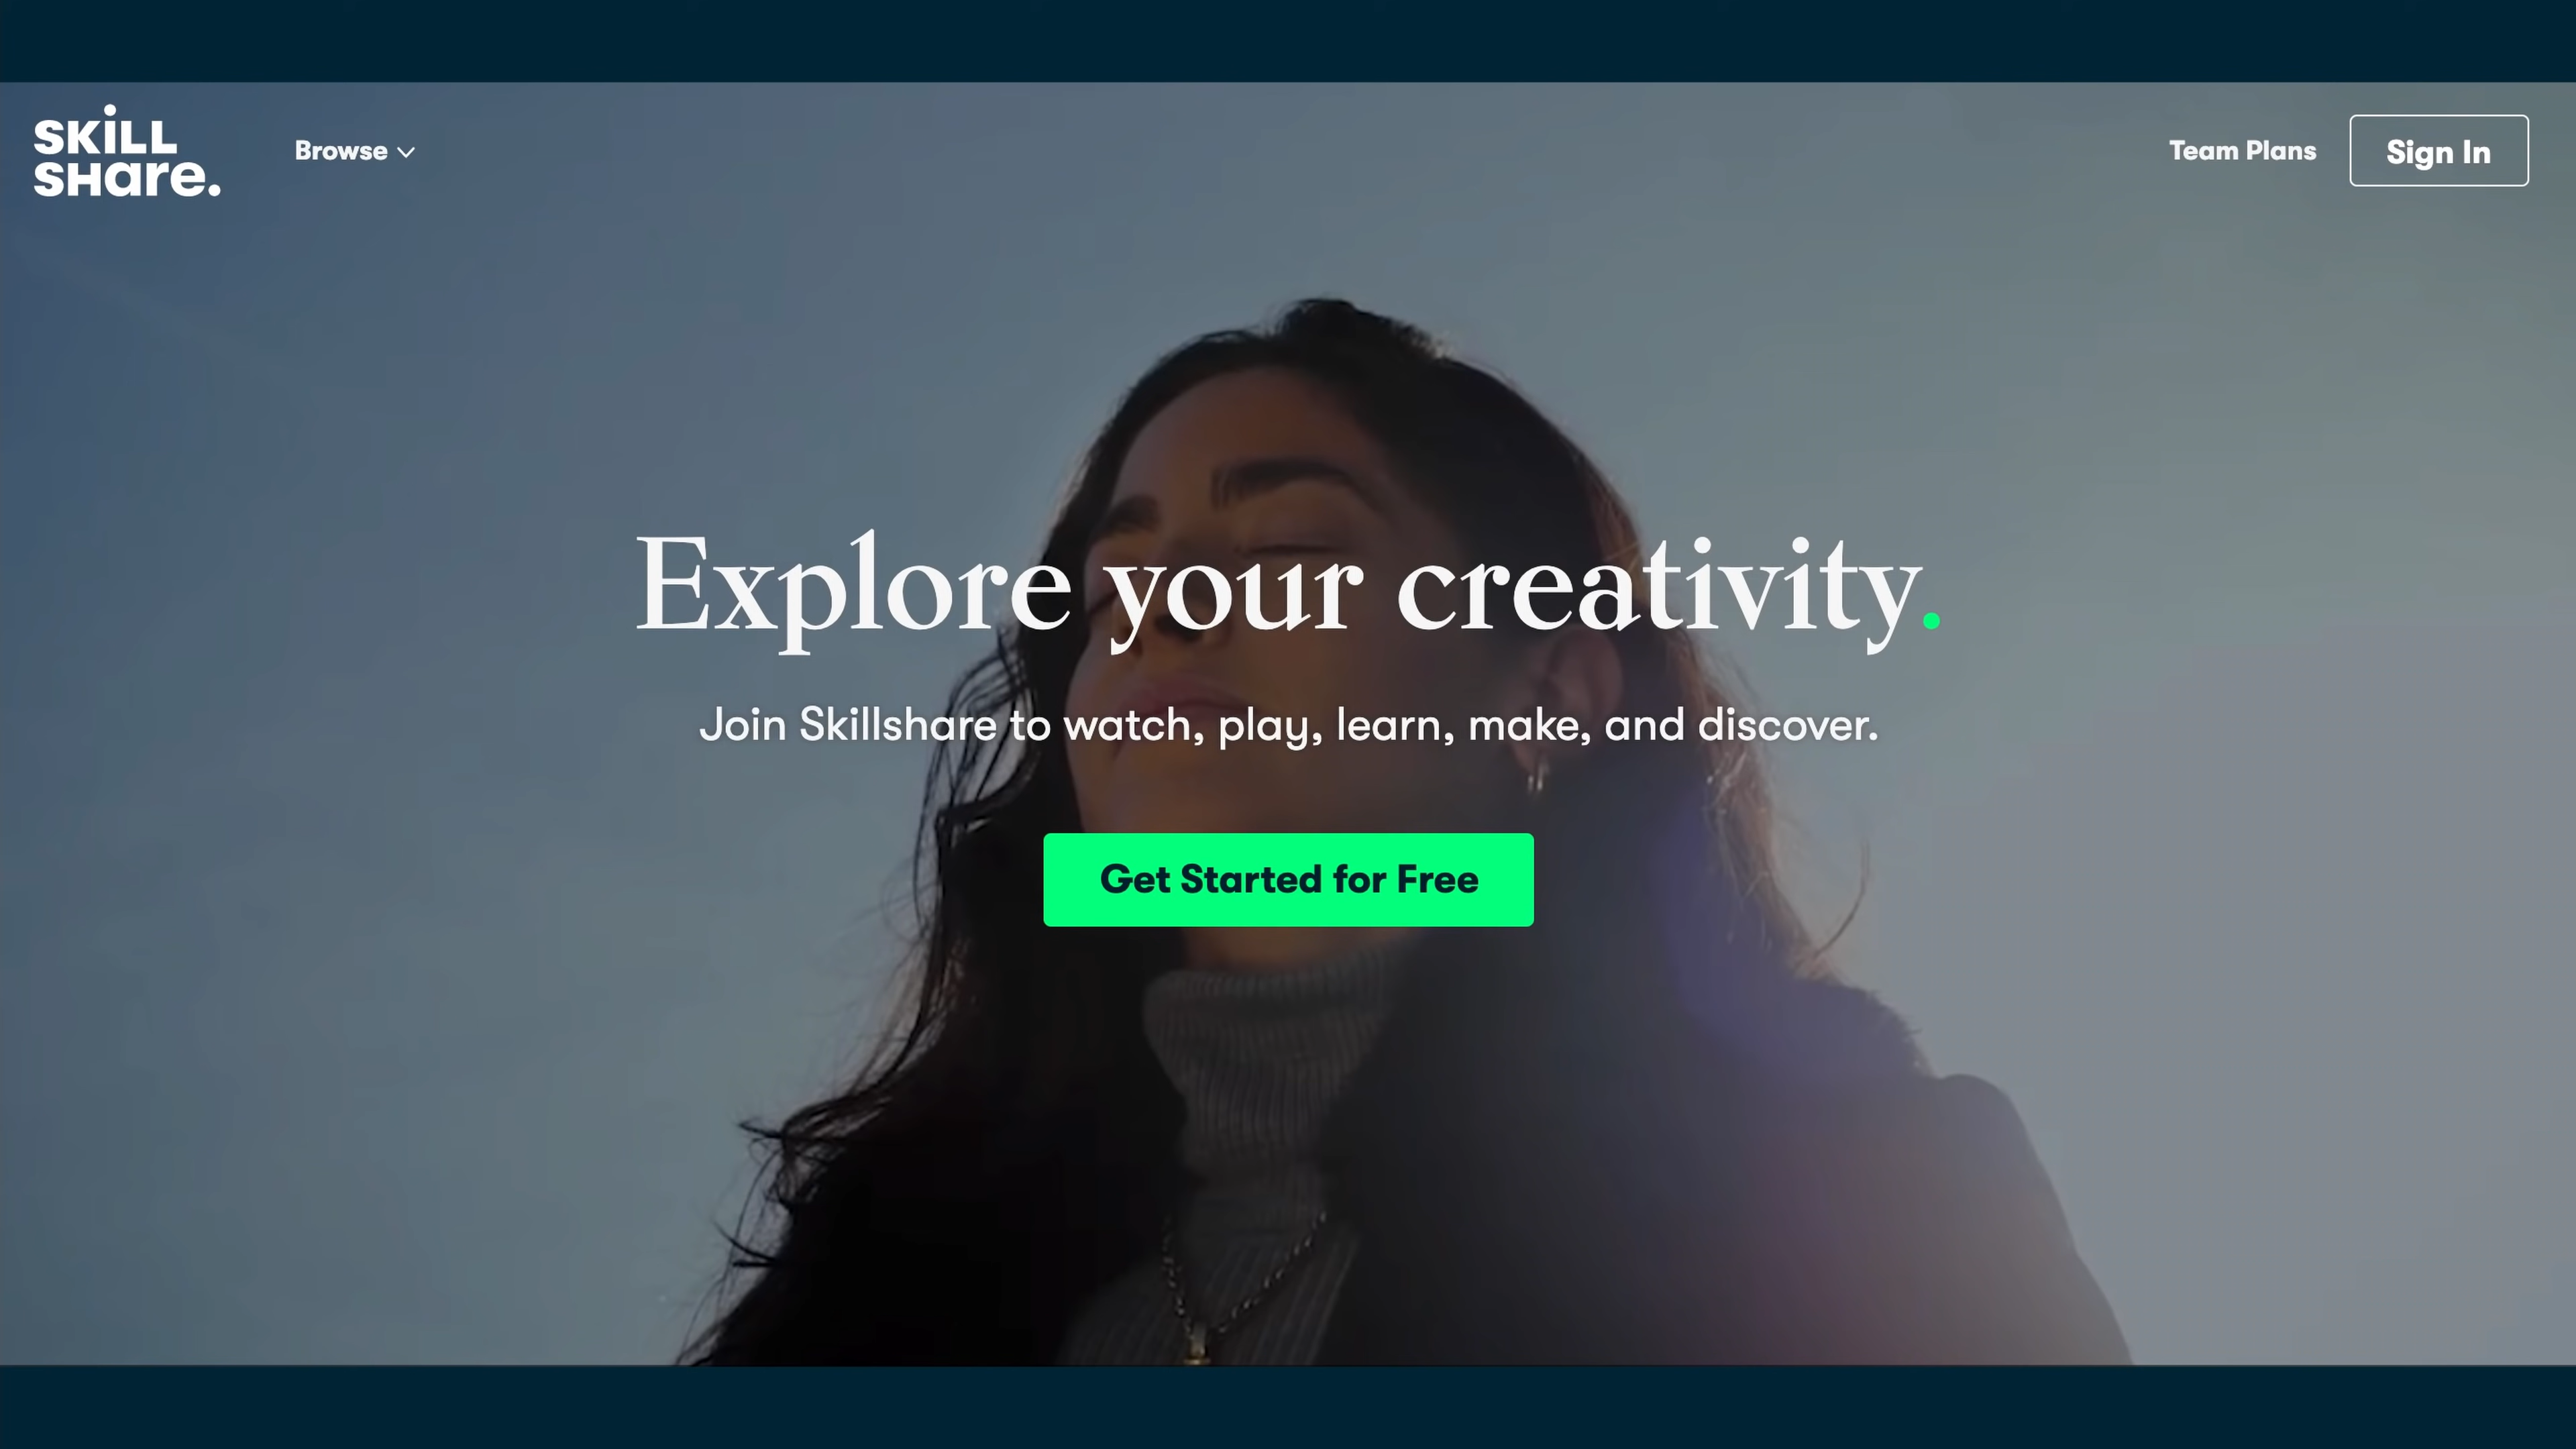 SKiLL
SHare.
Browse
Team Plans
Sign In
Explore your creativity.
Join Skillshare to watch, play, learn, make, and discover.
Get Started for Free